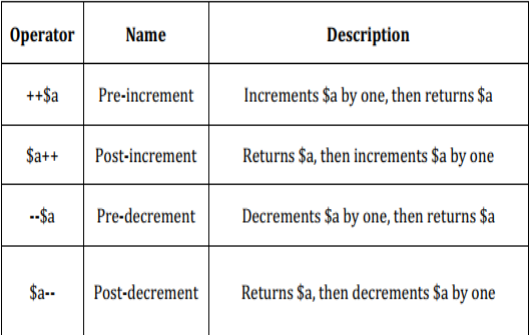 Operator Name Description
++$a Pre-increment Increments $a by one, then returns $a
$a++ Post-increment Returns $a, then increments $a by one
--$a Pre-decrement Decrements $a by one, then returns $a
$a-- Post-decrement Returns $a, then decrements $a by one